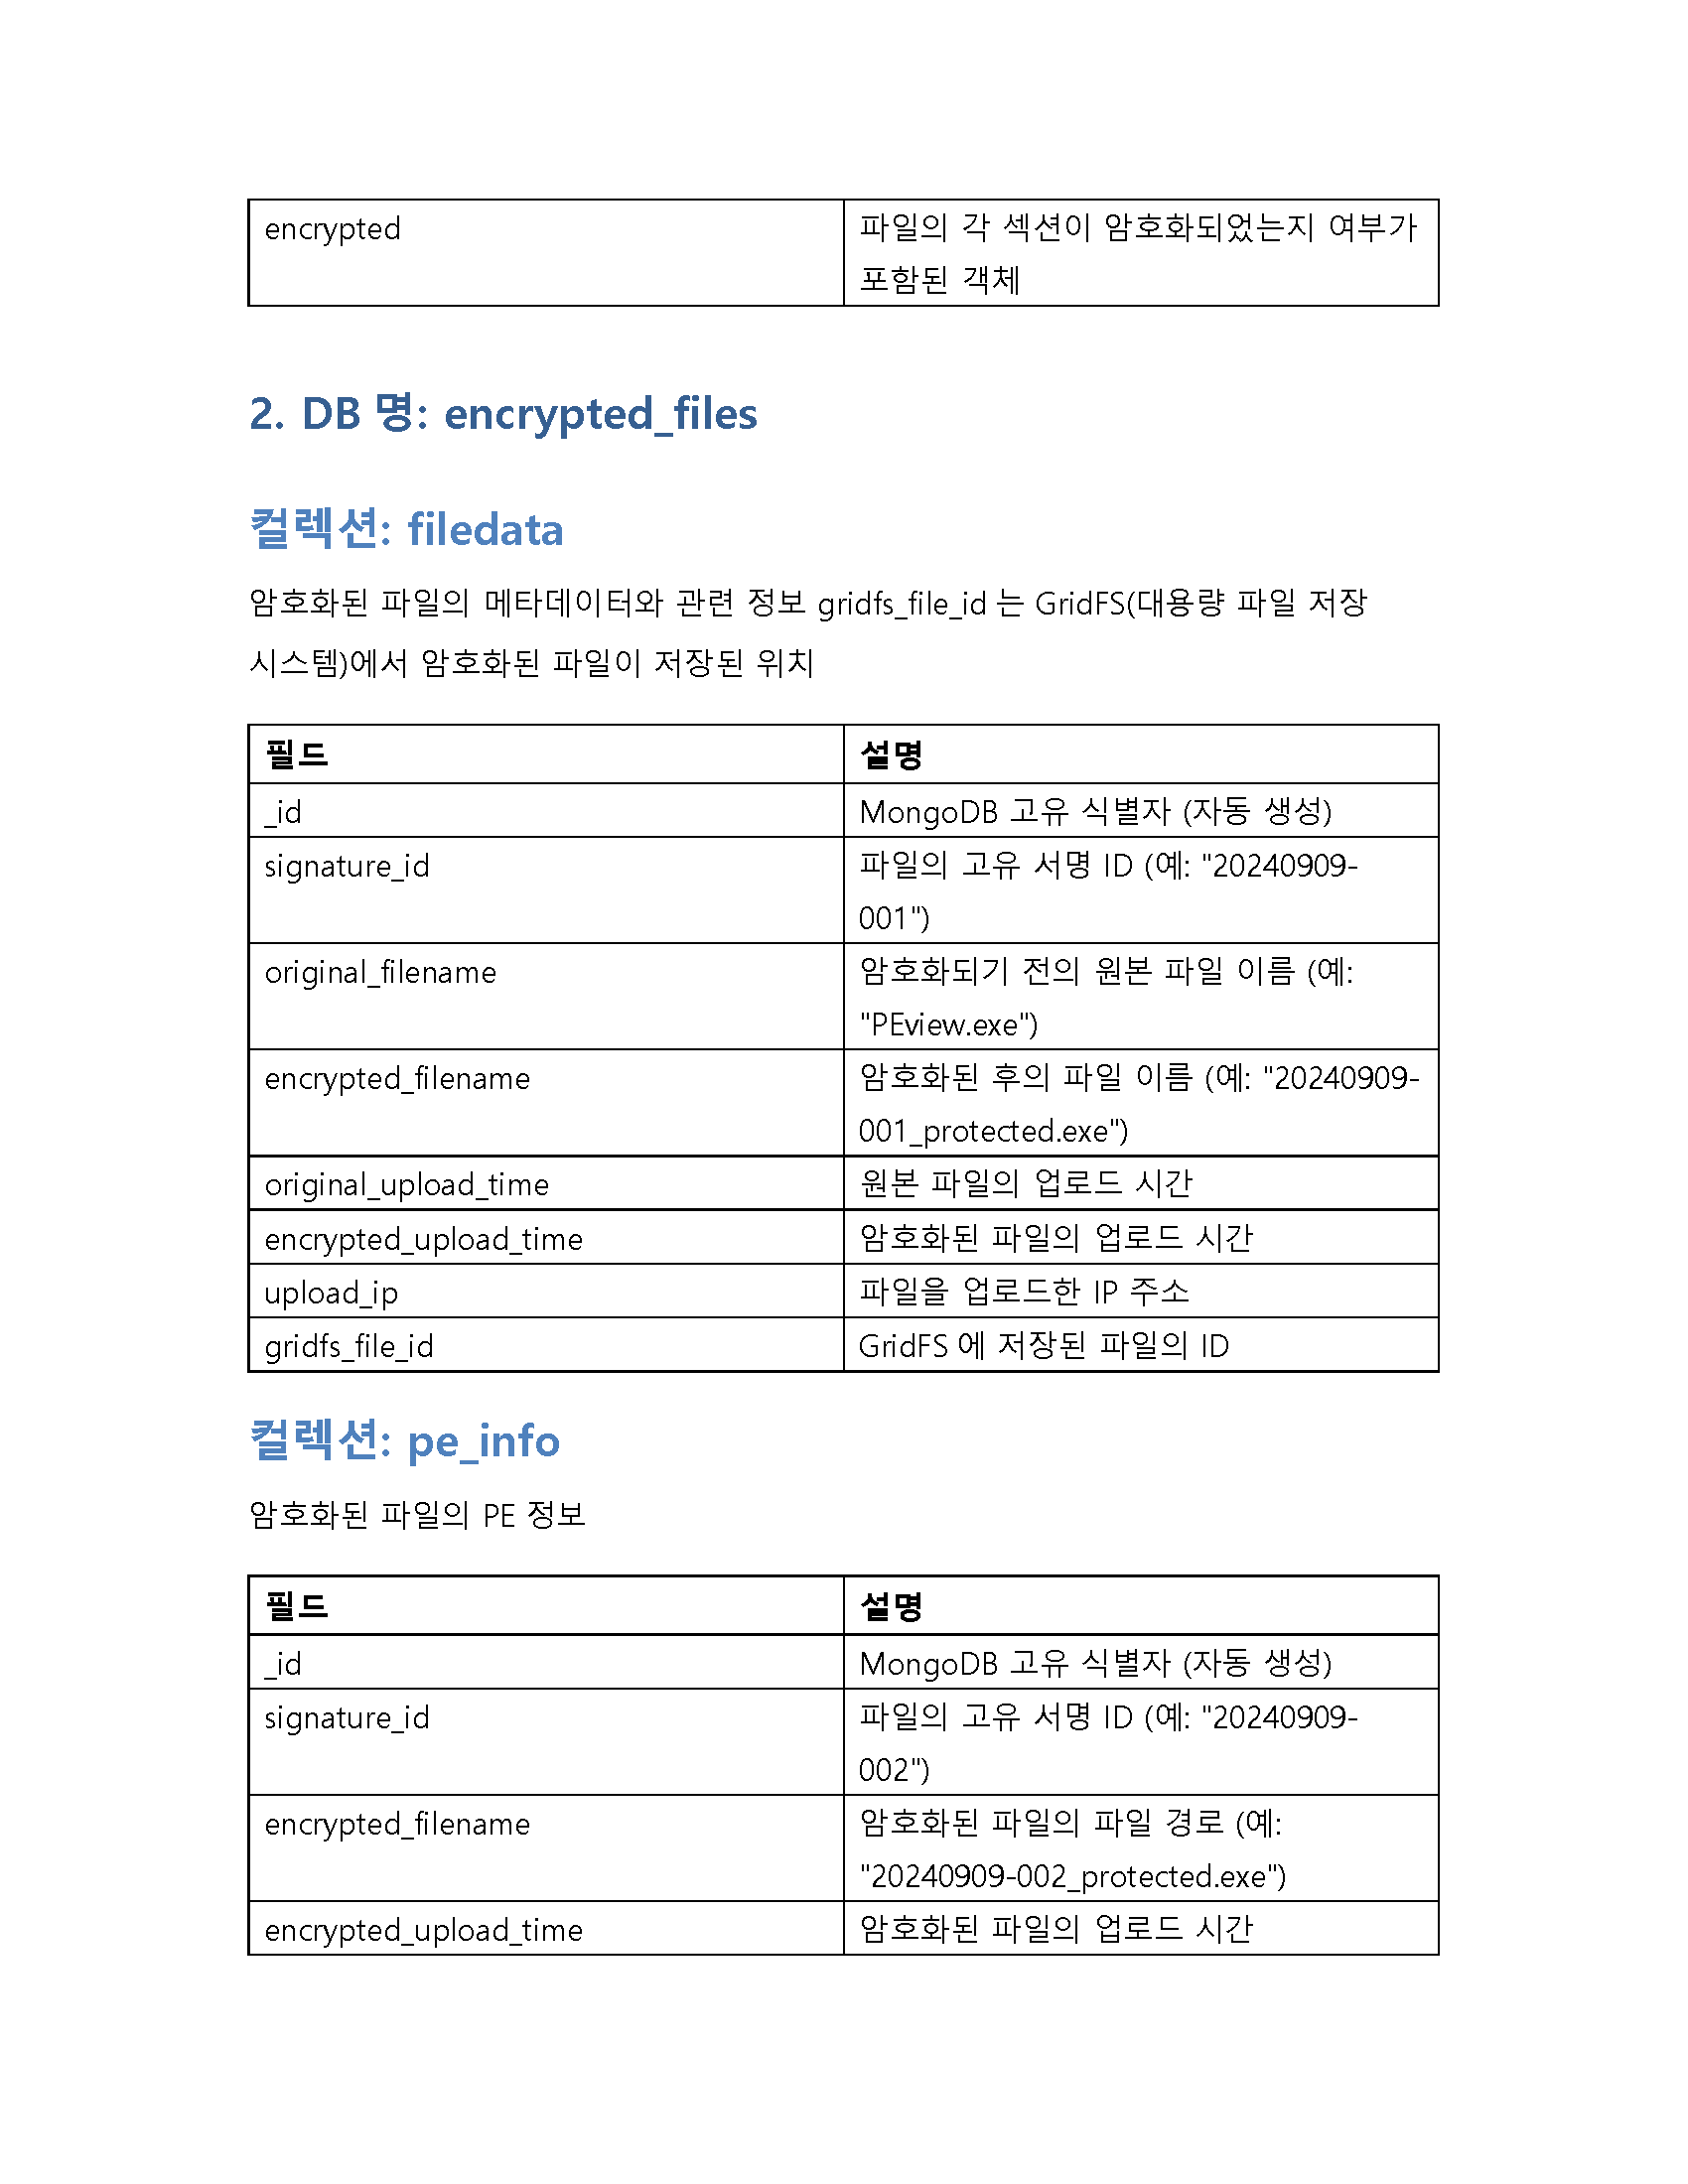 encrypted
파일의 각 섹션이 암호화되었는지 여부가
포함된 객체
2. DB 명: encrypted_files
컬렉션: filedata
암호화된 파일의 메타데이터와 관련 정보 gridfs_file_id 는 GridFS(대용량 파일 저장
시스템)에서 암호화된 파일이 저장된 위치
필드
설명
_id
MongoDB 고유 식별자 (자동 생성)
signature_id
파일의 고유 서명 ID (예: "20240909-
001")
original_filename
암호화되기 전의 원본 파일 이름 (예:
"PEview.exe")
encrypted_filename
암호화된 후의 파일 이름 (예: "20240909-
001_protected.exe")
original_upload_time
원본 파일의 업로드 시간
encrypted_upload_time
암호화된 파일의 업로드 시간
upload_ip
파일을 업로드한 IP 주소
gridfs_file_id
GridFS 에 저장된 파일의 ID
컬렉션: pe_info
암호화된 파일의 PE 정보
필드
설명
_id
MongoDB 고유 식별자 (자동 생성)
signature_id
파일의 고유 서명 ID (예: "20240909-
002")
encrypted_filename
암호화된 파일의 파일 경로 (예:
"20240909-002_protected.exe")
encrypted_upload_time
암호화된 파일의 업로드 시간